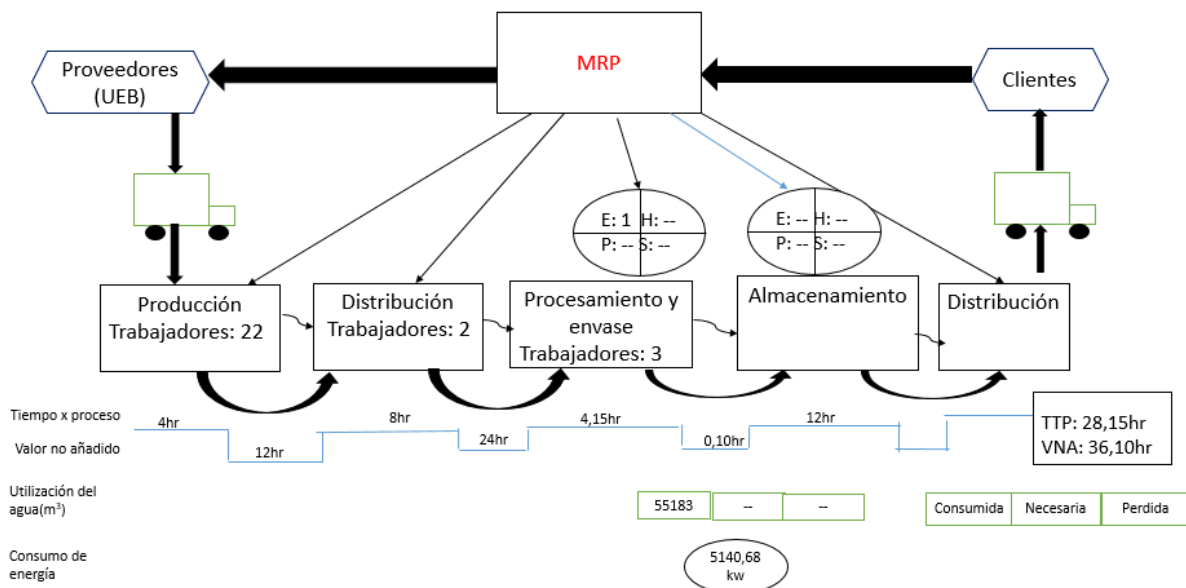 MRP
Proveedores
(UEB)
Clientes
E: 1 H: --
P: -- S: --
E: -- H: --
P: -- S: --
Producción
Trabajadores: 22
Distribución
Trabajadores: 2
Procesamiento y
envase
Trabajadores: 3
Almacenamiento
Distribución
Tiempo x proceso
4hr
8hr
4,15hr
12hr
Valor no añadido
12hr
24hr
0,10hr
TTP: 28,15hr
VNA: 36,10hr
Utilización del
agua(m³)
55183 -- --
Consumida Necesaria Perdida
Consumo de
energía
5140,68
kw